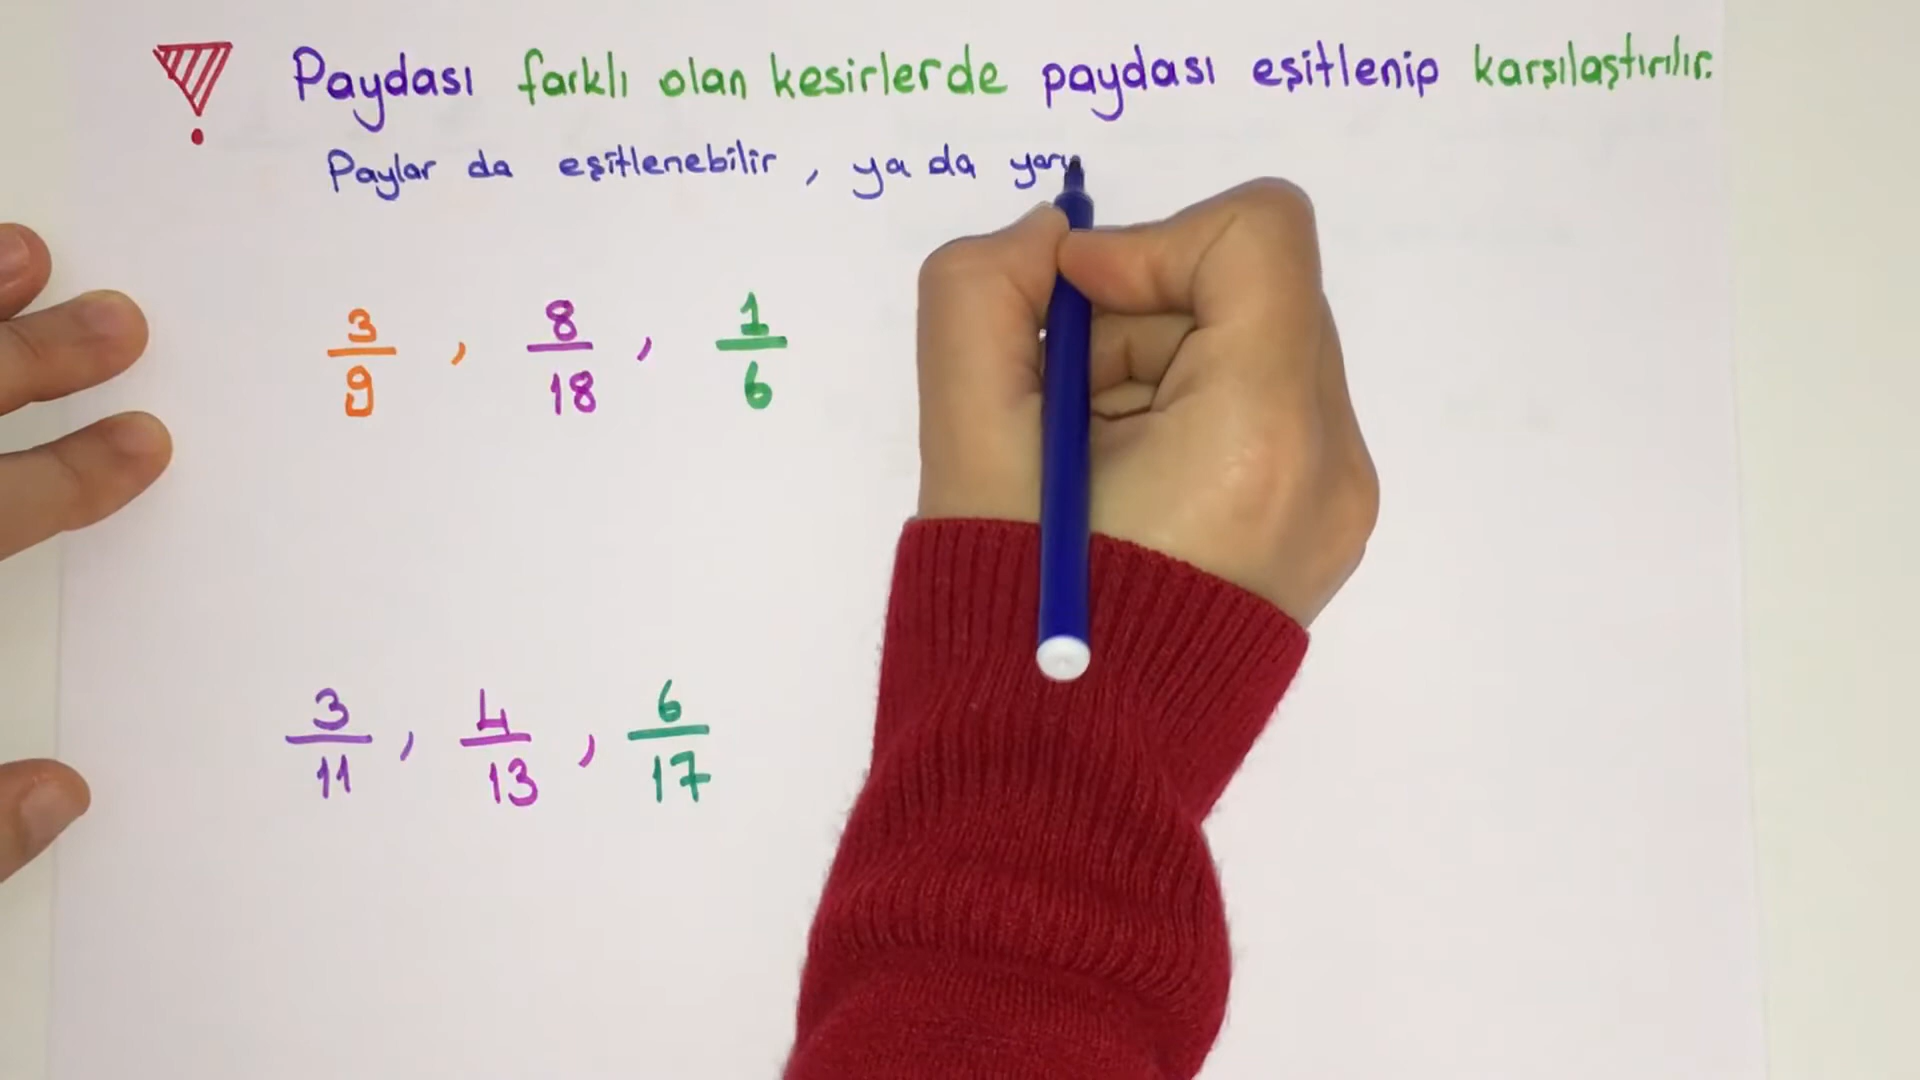 Paydası farklı olan kesirlerde paydası eşitlenip karşılaştırılır.
Paylar da eşitlenebilir, ya da
3/9, 8/18, 1/6
3/11, 4/13, 6/17